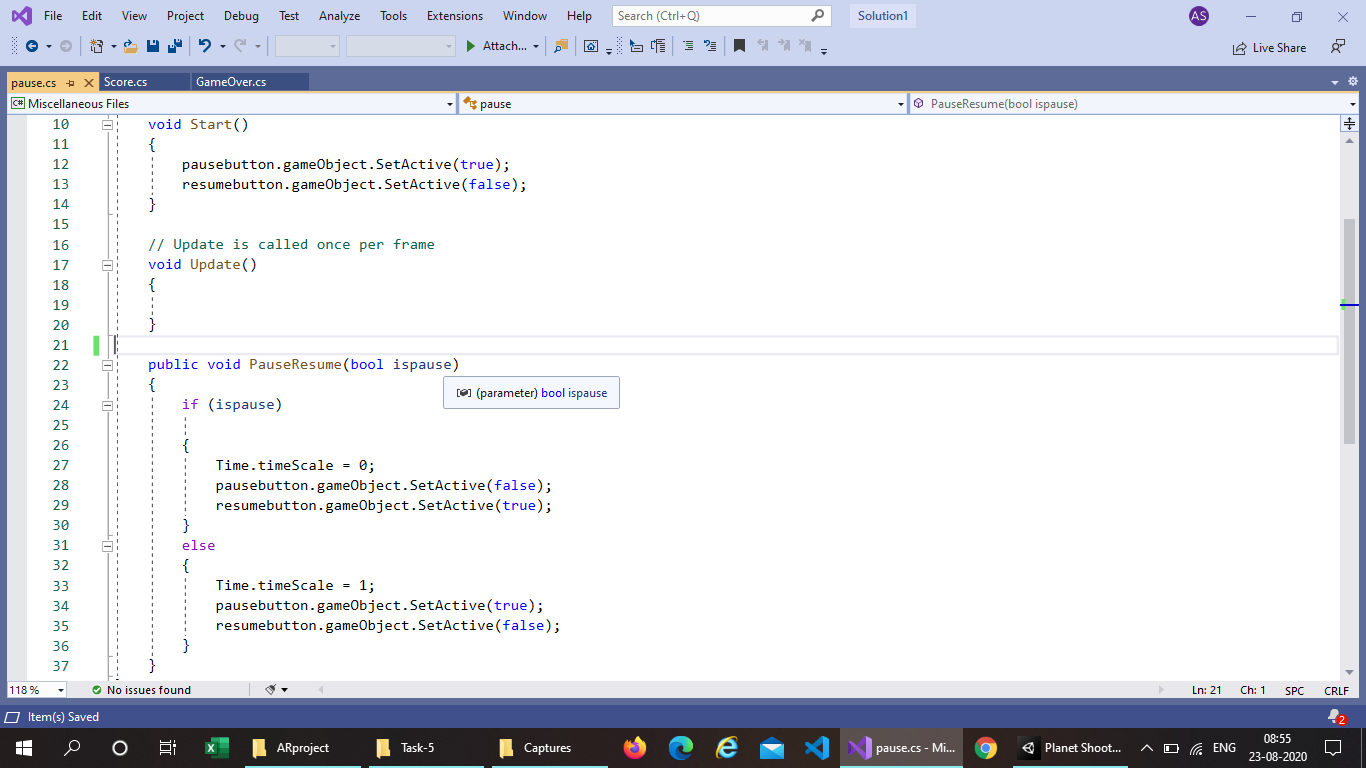 File Edit View Project Debug Test Analyze Tools Extensions Window Help Search (Ctrl+Q) Solution1 AS
Attach... Live Share
pause.cs Score.cs GameOver.cs
C# Miscellaneous Files pause PauseResume(bool ispause)
10 void Start()
11 {
12 pausebutton.gameObject.SetActive(true);
13 resumebutton.gameObject.SetActive(false);
14 }
15
16 // Update is called once per frame
17 void Update()
18 {
19
20 }
21
22 public void PauseResume(bool ispause)
23 {
(parameter) bool ispause
24 if (ispause)
25
26 {
27 Time.timeScale = 0;
28 pausebutton.gameObject.SetActive(false);
29 resumebutton.gameObject.SetActive(true);
30 }
31 else
32 {
33 Time.timeScale = 1;
34 pausebutton.gameObject.SetActive(true);
35 resumebutton.gameObject.SetActive(false);
36 }
37 }
118 % No issues found Ln: 21 Ch: 1 SPC CRLF
Item(s) Saved 2
ARproject Task-5 Captures pause.cs - Mi... Planet Shoot... ENG 08:55
23-08-2020